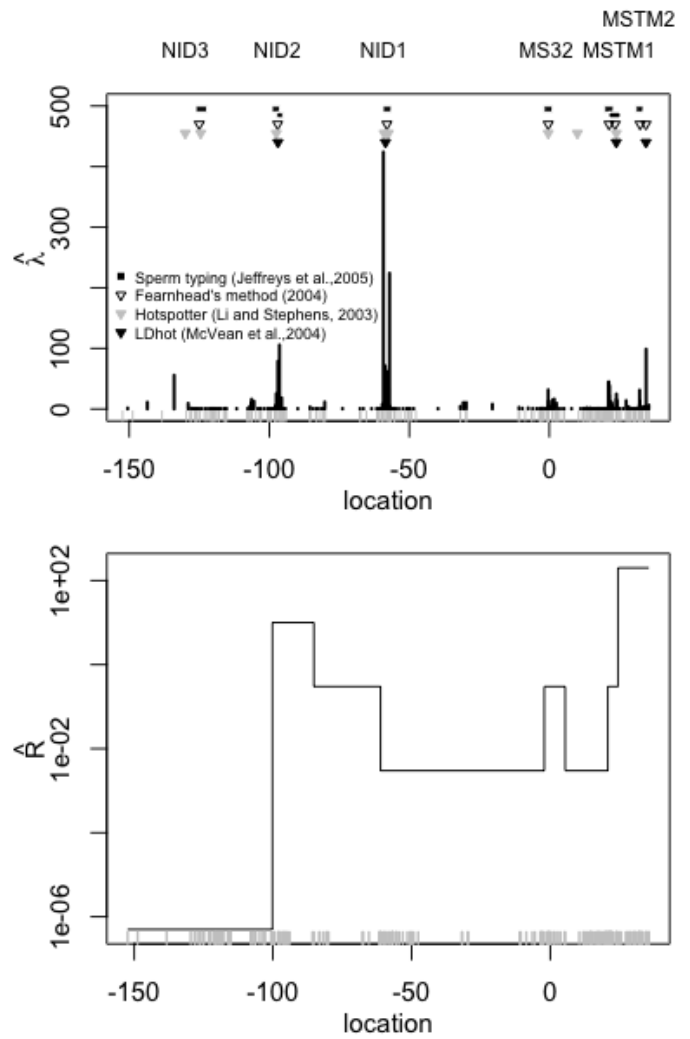 MSTM2
NID3 NID2 NID1 MS32 MSTM1
500
300
100
0
λ̂
■ Sperm typing (Jeffreys et al.,2005)
▽ Fearnhead's method (2004)
▼ Hotspotter (Li and Stephens, 2003)
▼ LDhot (McVean et al.,2004)
-150 -100 -50 0
location
1e+02
1e-02
1e-06
R̂
-150 -100 -50 0
location